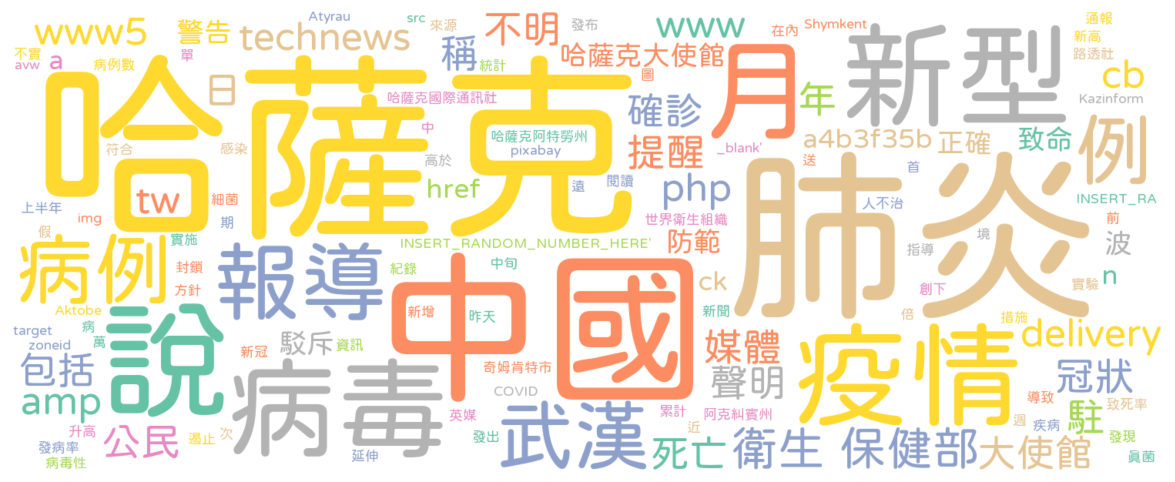 Atyrau
src
來源
不明
發布
www
在內
Shymkent
通報
www5
警告
technews
稱
哈薩克大使館
新型
新高
路透社
不實
avw
a
病例數
單
日
統計
圖
月
cb
Kazinform
哈薩克
哈薩克國際通訊社
確診
年
中
哈薩克阿特勞州
pixabay
提醒
_blank'
a4b3f35b
正確
致命
例
符合
感染
高於
肺炎
送
首
tw
細菌
href
遠
閱讀
php
人不治
INSERT_RA
上半年
img
期
世界衛生組織
前
假
實施
INSERT_RANDOM_NUMBER_HERE'
防範
指導
境
波
病例
封鎖
方針
報導
紀錄
中旬
中國
ck
創下
n
實驗
Aktobe
新增
昨天
新聞
倍
措施
target
zoneid
病
萬
說
新冠
駁斥
資訊
媒體
疫情
delivery
包括
病毒
奇姆肯特市
聲明
冠狀
amp
COVID
導致
致死率
升高
公民
遏止
次
英媒
武漢
累計
阿克糾賓州
近
週
疾病
駐
發現
發病率
病毒性
延伸
發出
死亡
衛生
保健部
大使館
真菌